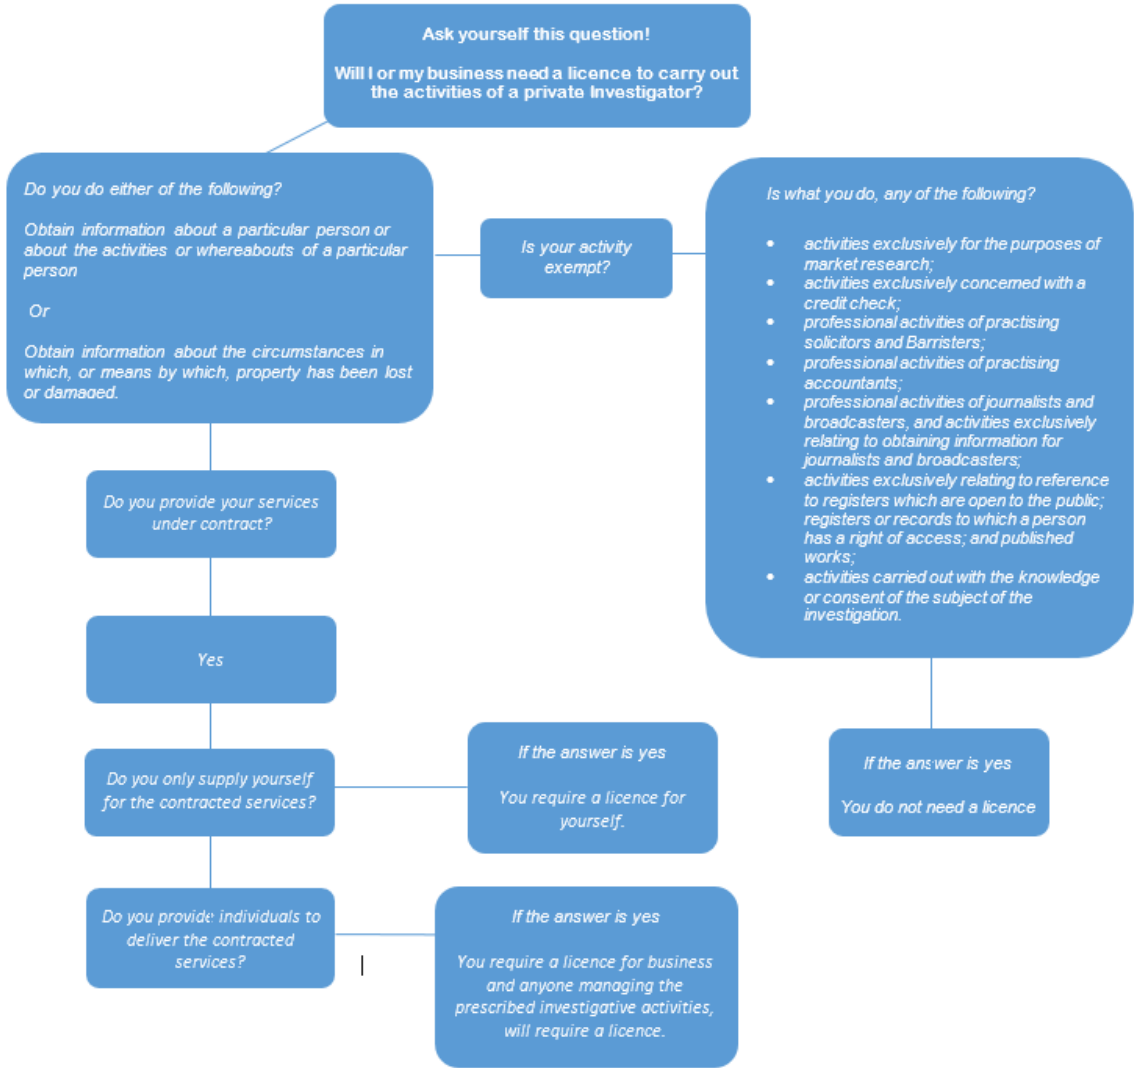 Ask yourself this question!
Will I or my business need a licence to carry out
the activities of a private Investigator?
Do you do either of the following?
Obtain information about a particular person or
about the activities or whereabouts of a particular
person
Or
Obtain information about the circumstances in
which, or means by which, property has been lost
or damaged.
Is your activity
exempt?
Is what you do, any of the following?
• activities exclusively for the purposes of
market research;
• activities exclusively concerned with a
credit check;
• professional activities of practising
solicitors and Barristers;
• professional activities of practising
accountants;
• professional activities of journalists and
broadcasters, and activities exclusively
relating to obtaining information for
journalists and broadcasters;
• activities exclusively relating to reference
to registers which are open to the public;
registers or records to which a person
has a right of access; and published
works;
• activities carried out with the knowledge
or consent of the subject of the
investigation.
Do you provide your services
under contract?
Yes
Do you only supply yourself
for the contracted services?
If the answer is yes
You require a licence for
yourself.
If the answer is yes
You do not need a licence
Do you provide individuals to
deliver the contracted
services?
If the answer is yes
You require a licence for business
and anyone managing the
prescribed investigative activities,
will require a licence.